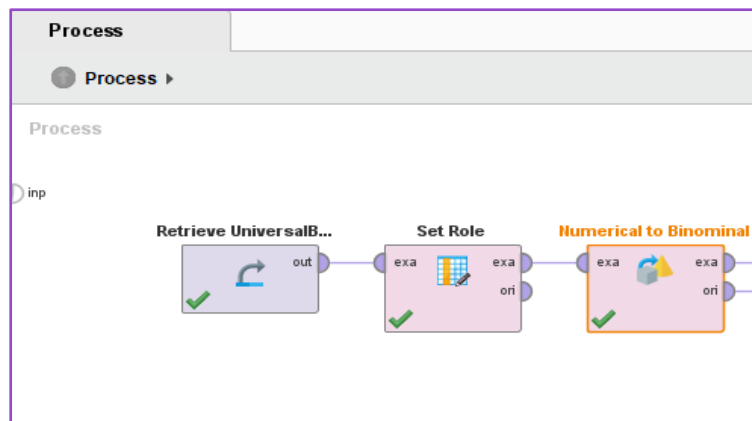 Process
Process
Process
inp
Retrieve UniversalB...
Set Role
Numerical to Binominal
out
exa
exa
exa
exa
ori
ori